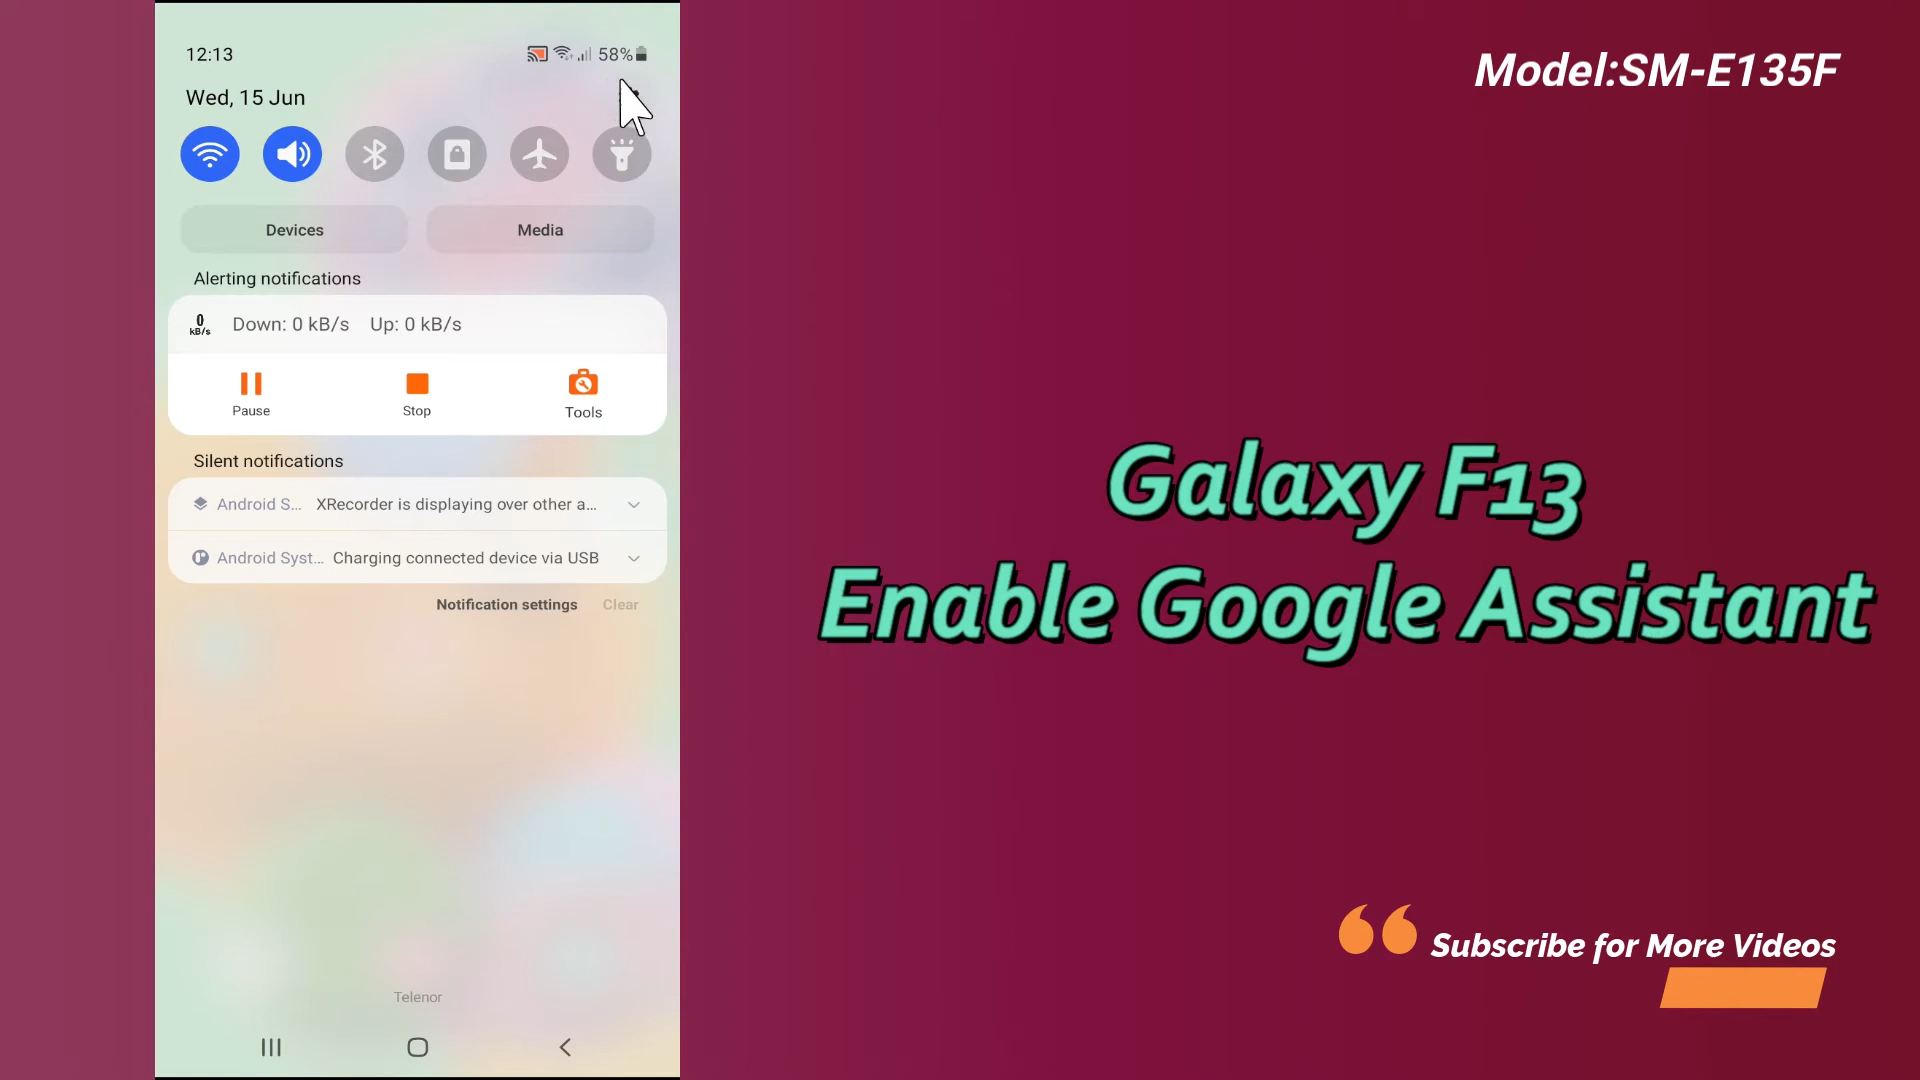 12:13
58%
Wed, 15 Jun
Devices
Media
Alerting notifications
0 kB/s
Down: 0 kB/s Up: 0 kB/s
Pause
Stop
Tools
Silent notifications
Android S... XRecorder is displaying over other a...
Android Syst... Charging connected device via USB
Notification settings
Clear
Telenor
Model:SM-E135F
Galaxy F13
Enable Google Assistant
Subscribe for More Videos